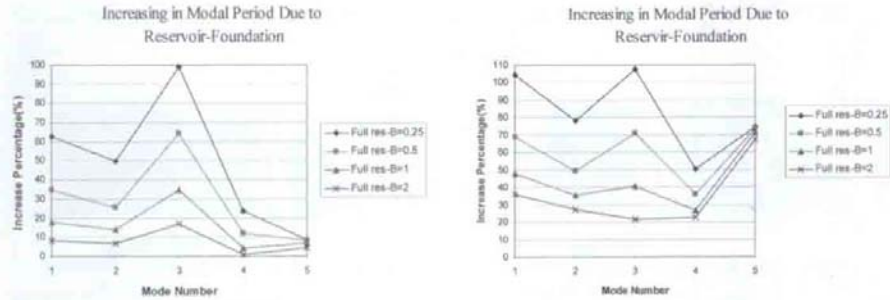 Increasing in Modal Period Due to
Reservoir-Foundation
Increase Percentage(%)
100
90
80
70
60
50
40
30
20
10
0
1 2 3 4 5
Mode Number
Full res-B=0.25
Full res-B=0.5
Full res-B=1
Full res-B=2
Increasing in Modal Period Due to
Reservir-Foundation
Increase Percentage(%)
110
100
90
80
70
60
50
40
30
20
10
0
1 2 3 4 5
Mode Number
Full res-B=0.25
Full res-B=0.5
Full res-B=1
Full res-B=2